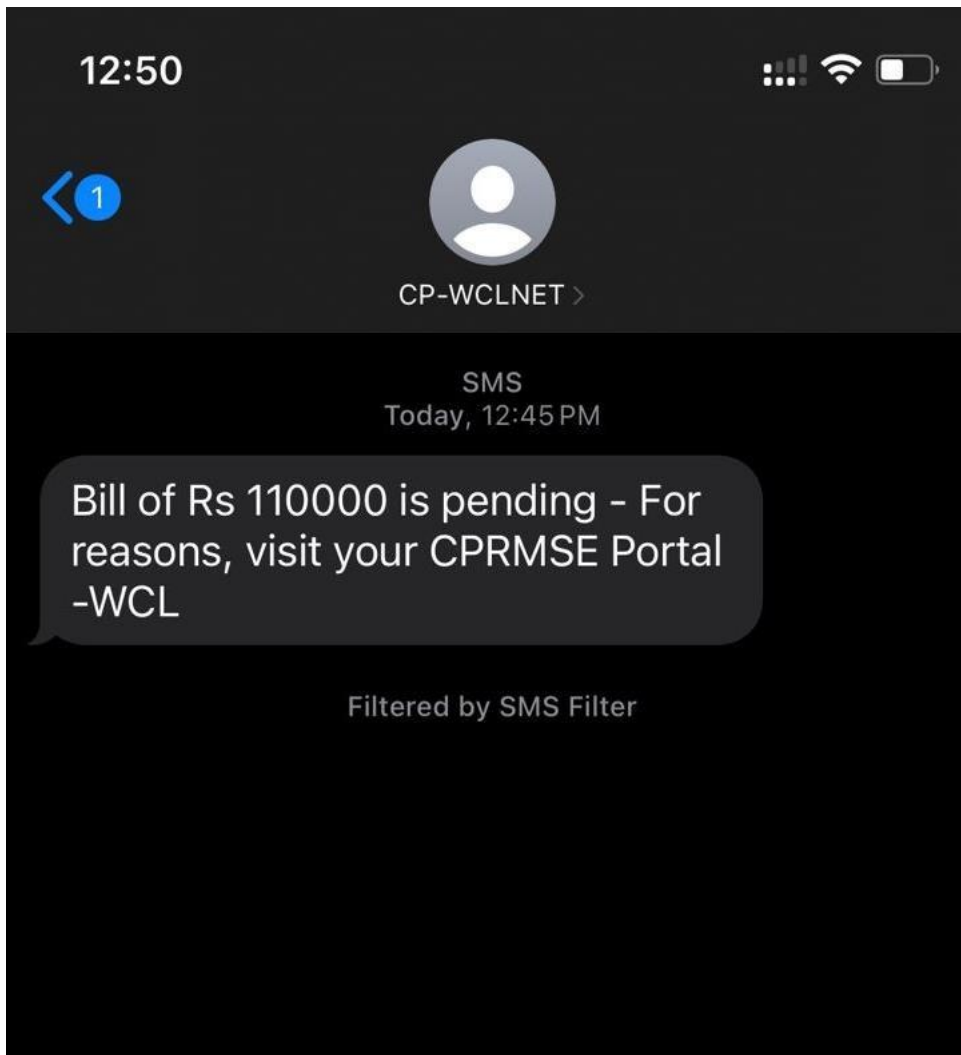 12:50
1
CP-WCLNET
SMS
Today, 12:45 PM
Bill of Rs 110000 is pending - For
reasons, visit your CPRMSE Portal
-WCL
Filtered by SMS Filter